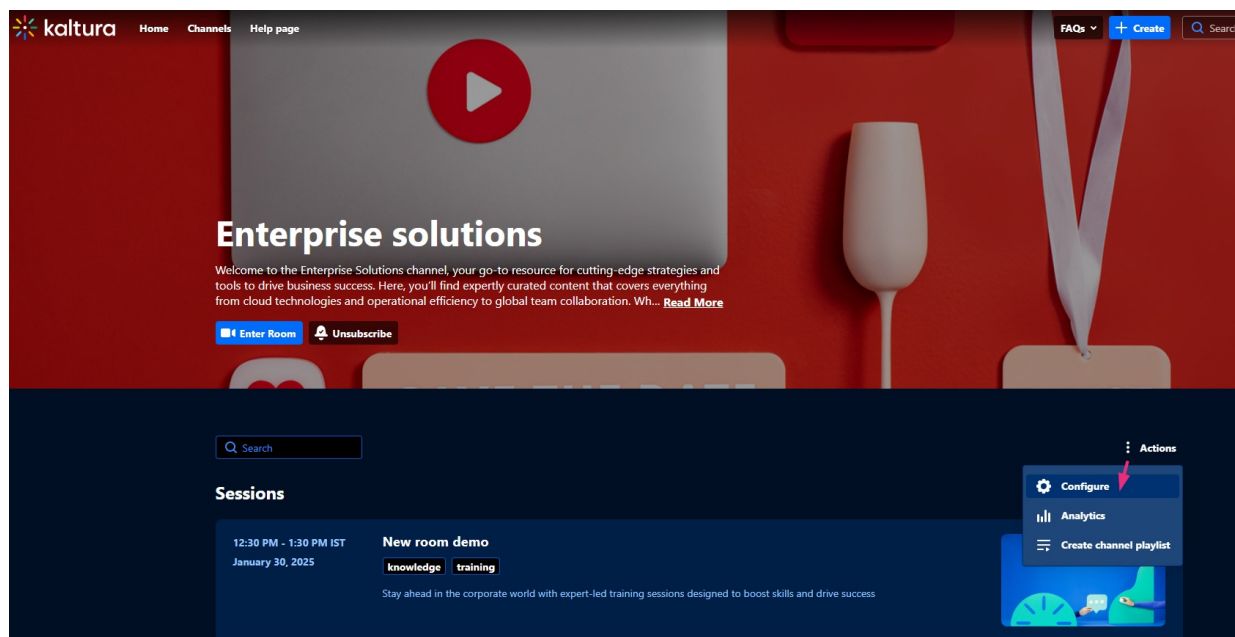 kaltura Home Channels Help page FAQs + Create Search
Enterprise solutions
Welcome to the Enterprise Solutions channel, your go-to resource for cutting-edge strategies and
tools to drive business success. Here, you'll find expertly curated content that covers everything
from cloud technologies and operational efficiency to global team collaboration. Wh... Read More
Enter Room Unsubscribe
Search
Actions
Configure
Analytics
Create channel playlist
Sessions
12:30 PM - 1:30 PM IST
January 30, 2025
New room demo
knowledge training
Stay ahead in the corporate world with expert-led training sessions designed to boost skills and drive success